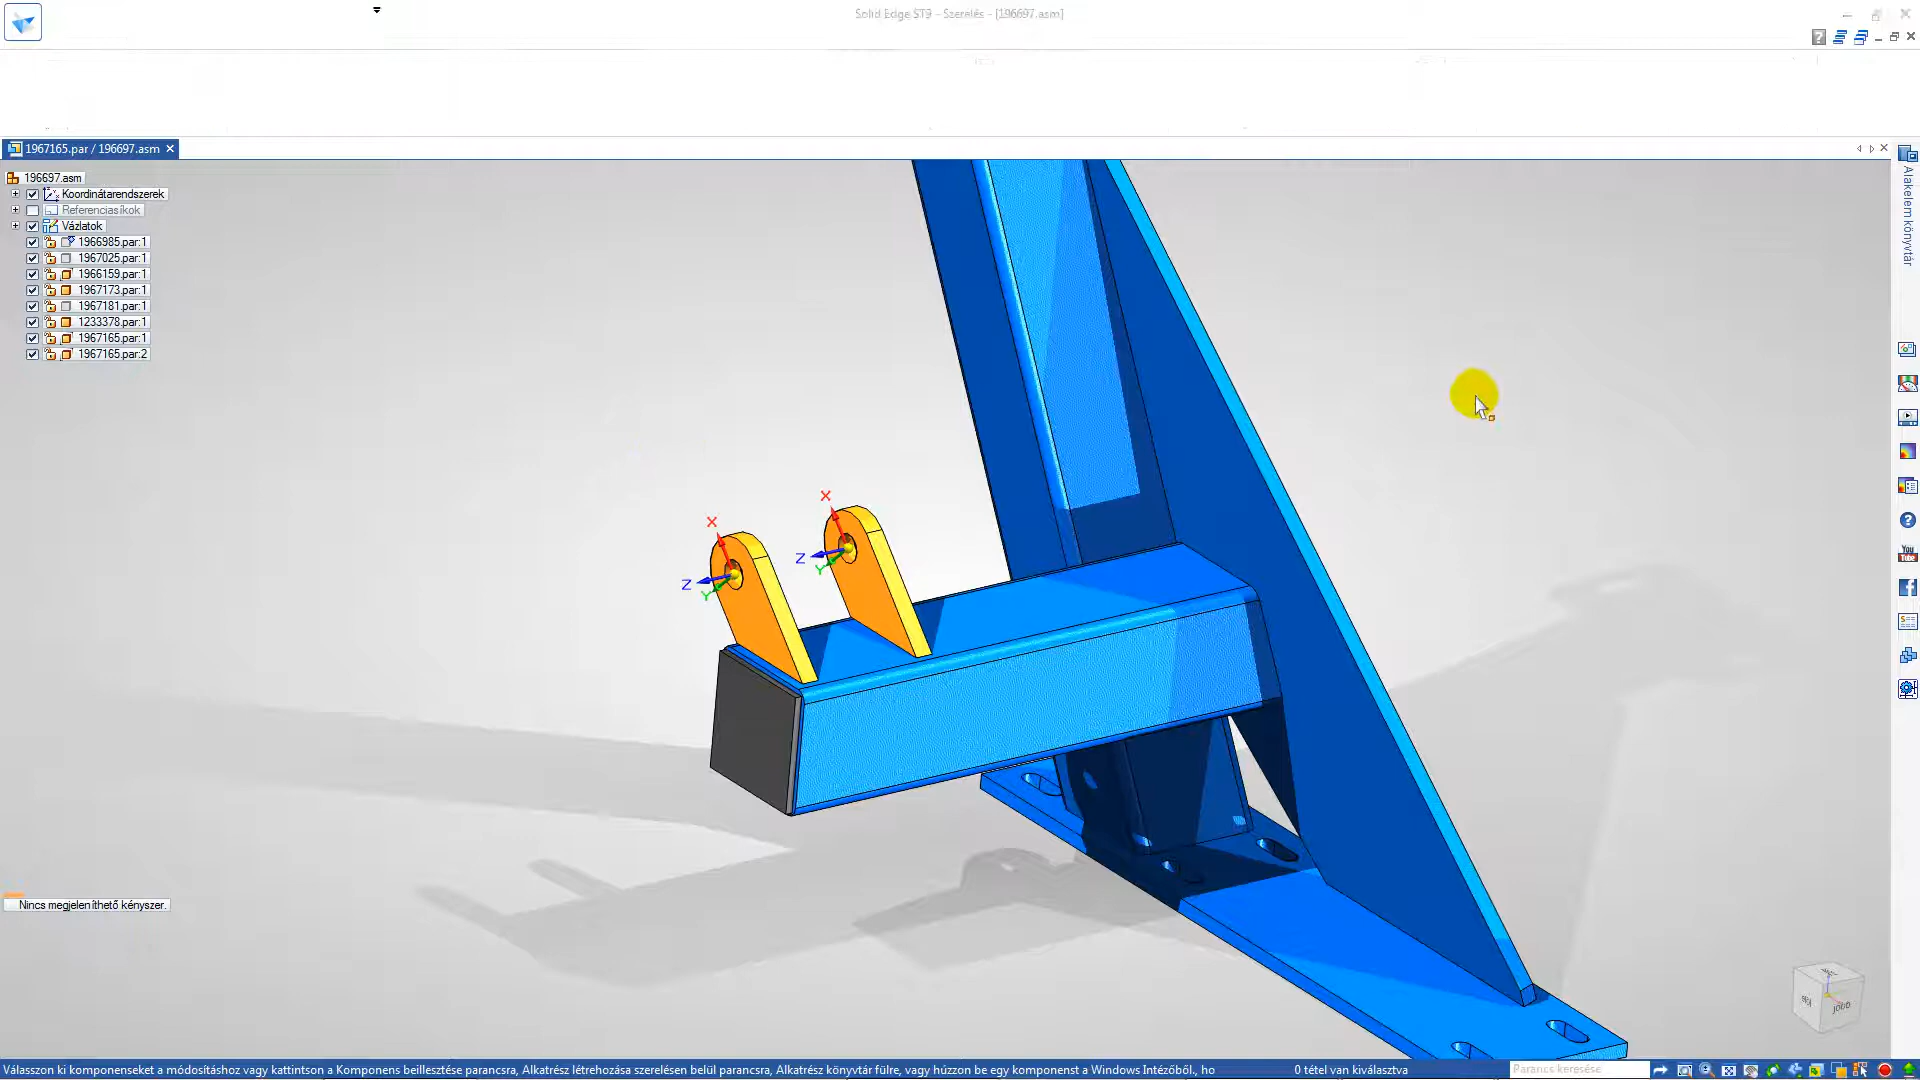 Solid Edge ST9 - Szerelés - [196697.asm]
1967165.par / 196697.asm
196697.asm
Koordinátarendszerek
Referenciasíkok
Vázlatok
1966985.par:1
1967025.par:1
1966159.par:1
1967173.par:1
1967181.par:1
1233378.par:1
1967165.par:1
1967165.par:2
Alakelem könyvtár
X
X
Z
Y
Z
Y
You
Tube
Nincs megjeleníthető kényszer.
Jobb
Válasszon ki komponenseket a módosításhoz vagy kattintson a Komponens beillesztése parancsra, Alkatrész létrehozása szerelésen belül parancsra, Alkatrész könyvtár fülre, vagy húzzon be egy komponenst a Windows Intézőből., ho
0 tétel van kiválasztva
Parancs keresése